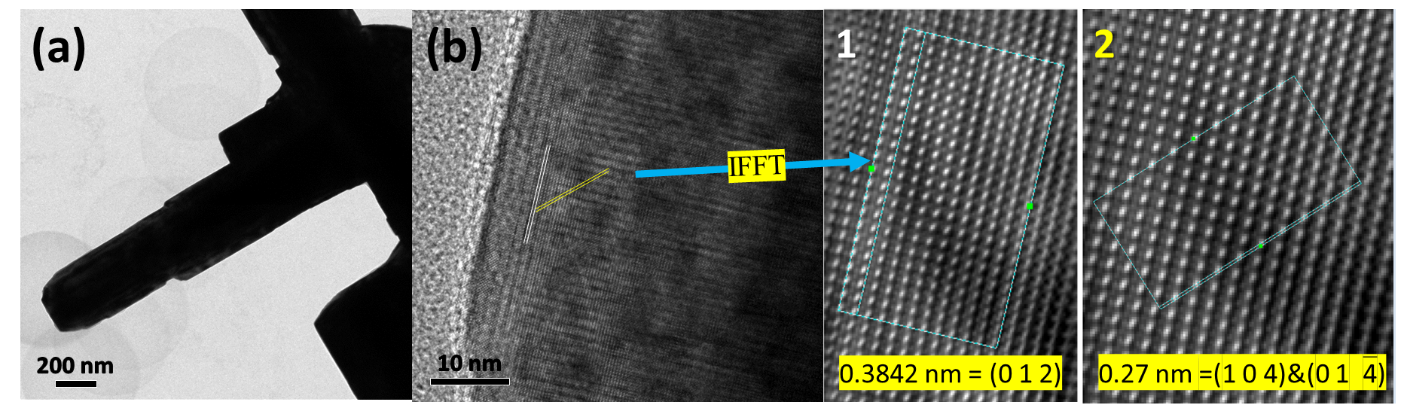 (a)
200 nm
(b)
10 nm
IFFT
1
0.3842 nm = (0 1 2)
2
0.27 nm =(1 0 4)&(0 1 4̅)